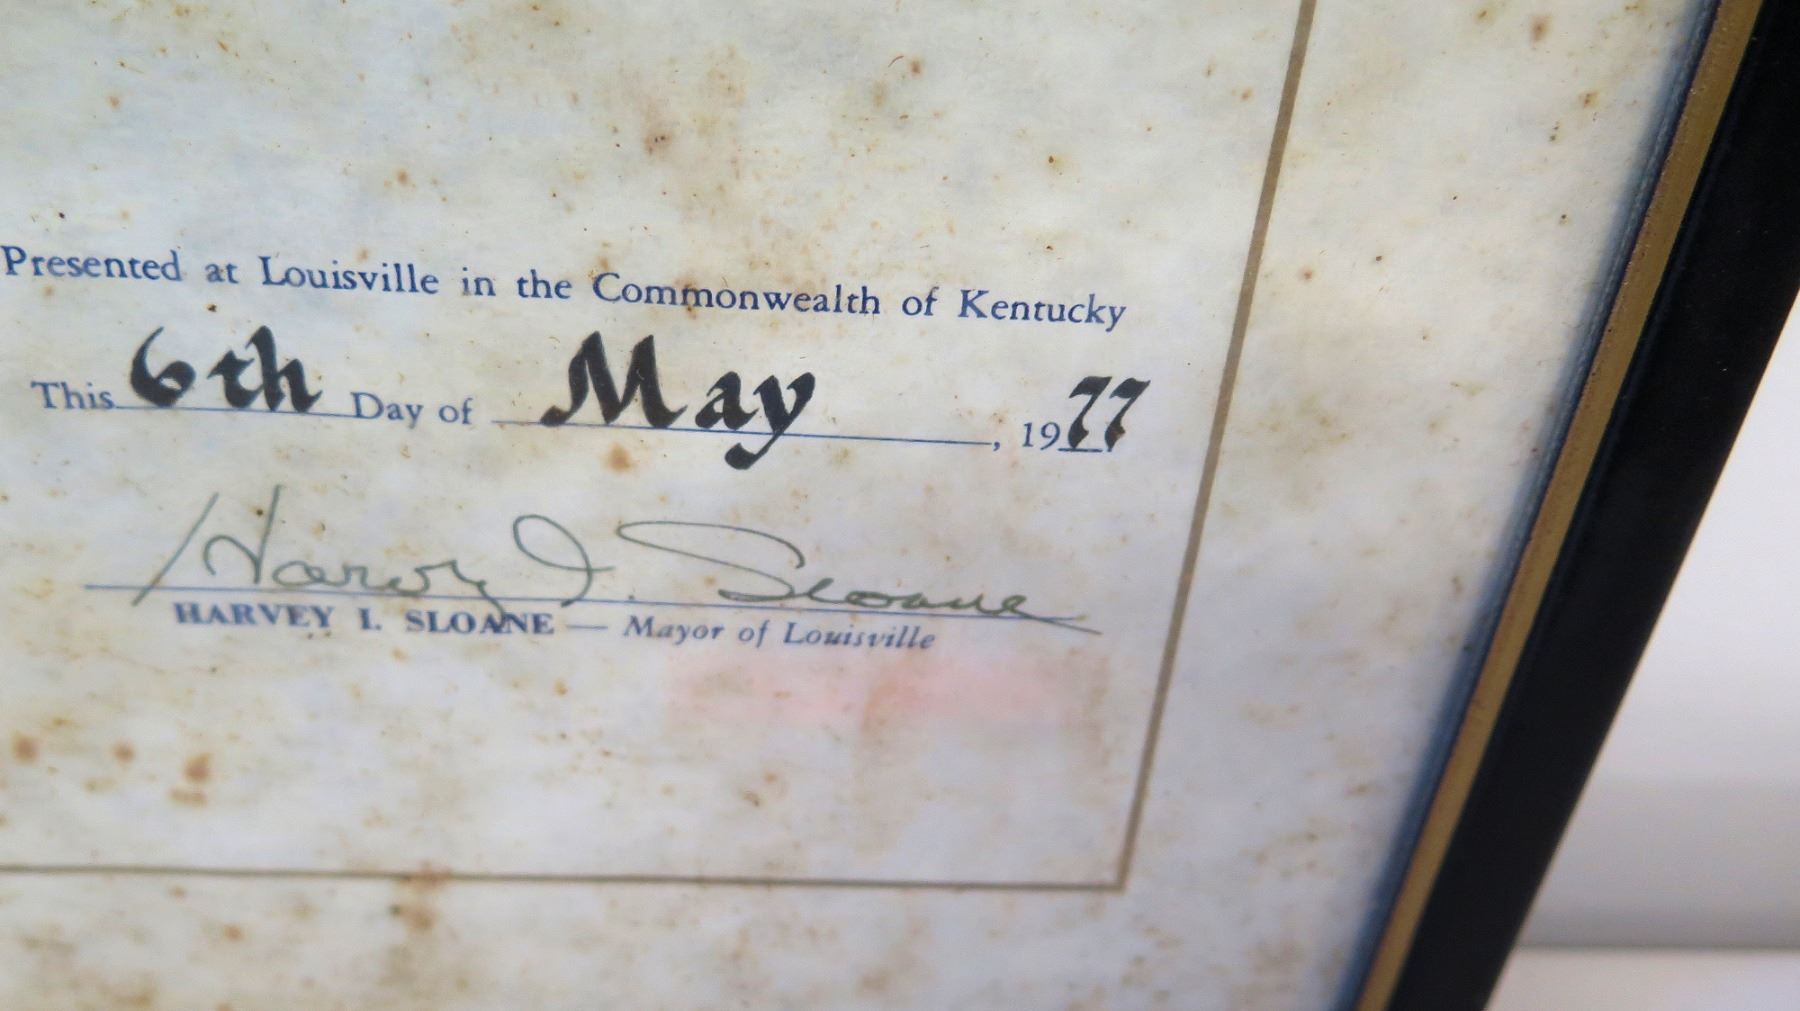 Presented at Louisville in the Commonwealth of Kentucky
This 6th Day of May, 1977
Harvey I. Sloane
HARVEY I. SLOANE — Mayor of Louisville